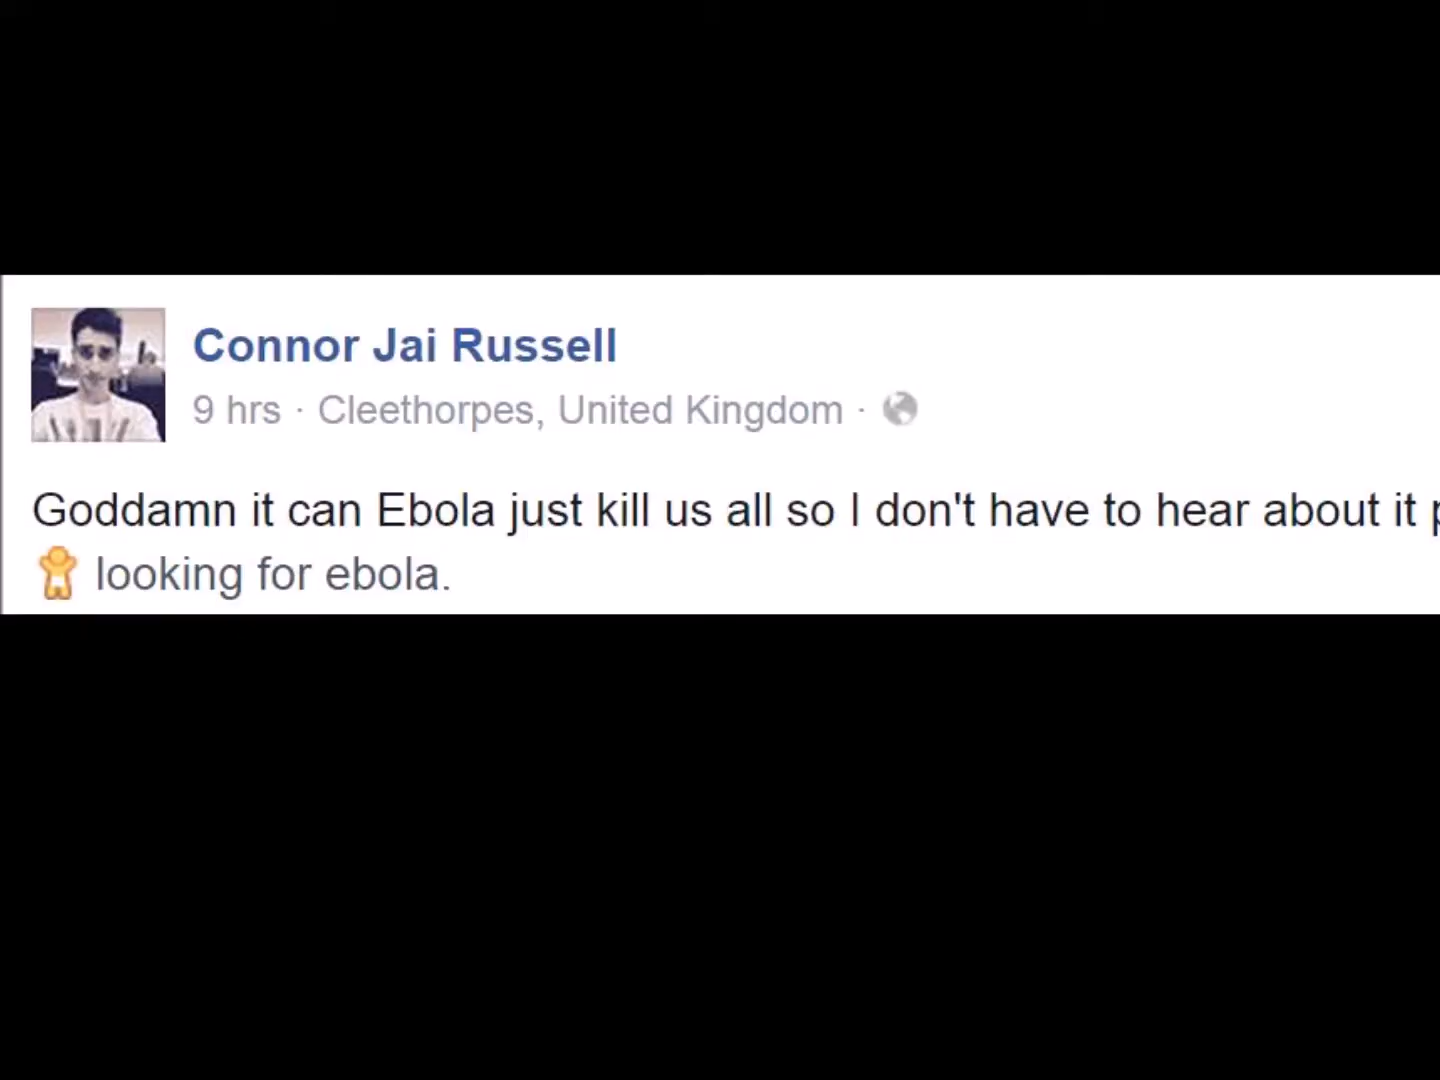 Connor Jai Russell
9 hrs · Cleethorpes, United Kingdom ·
Goddamn it can Ebola just kill us all so I don't have to hear about it
looking for ebola.